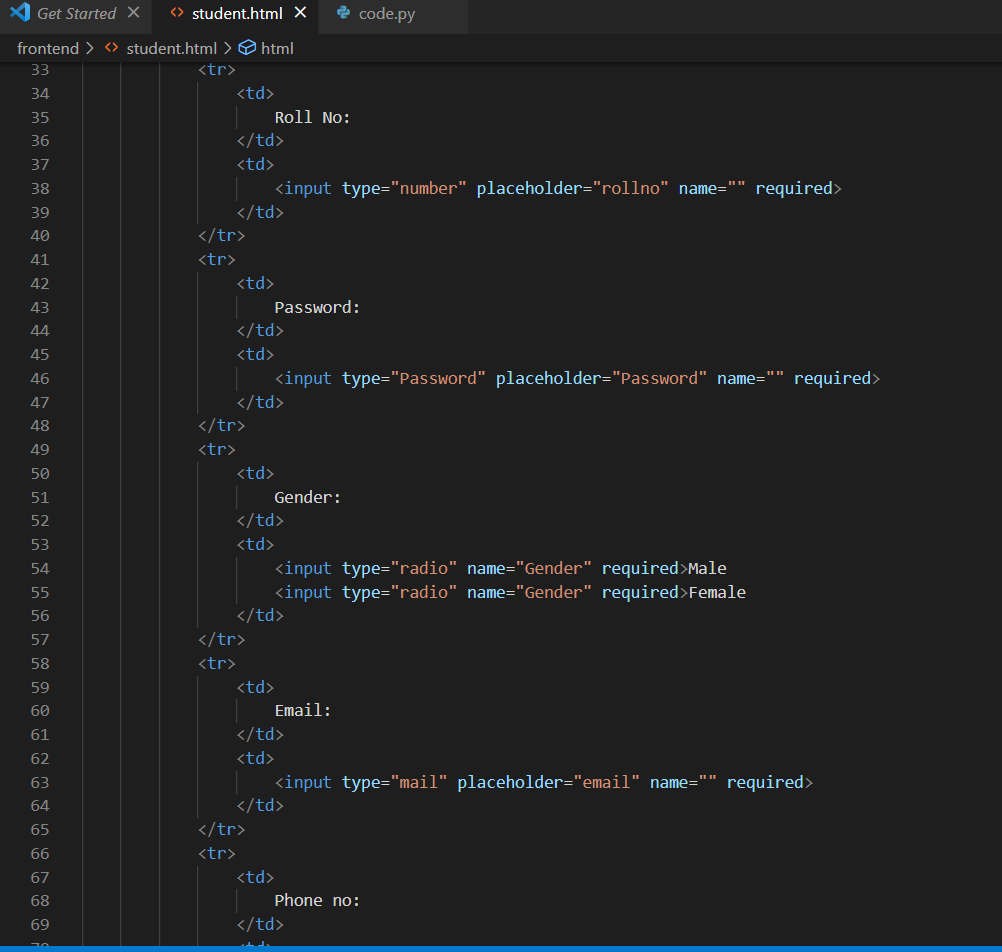 Get Started
student.html
code.py
frontend > student.html > html
33 <tr>
34 <td>
35 Roll No:
36 </td>
37 <td>
38 <input type="number" placeholder="rollno" name="" required>
39 </td>
40 </tr>
41 <tr>
42 <td>
43 Password:
44 </td>
45 <td>
46 <input type="Password" placeholder="Password" name="" required>
47 </td>
48 </tr>
49 <tr>
50 <td>
51 Gender:
52 </td>
53 <td>
54 <input type="radio" name="Gender" required>Male
55 <input type="radio" name="Gender" required>Female
56 </td>
57 </tr>
58 <tr>
59 <td>
60 Email:
61 </td>
62 <td>
63 <input type="mail" placeholder="email" name="" required>
64 </td>
65 </tr>
66 <tr>
67 <td>
68 Phone no:
69 </td>
70 <td>